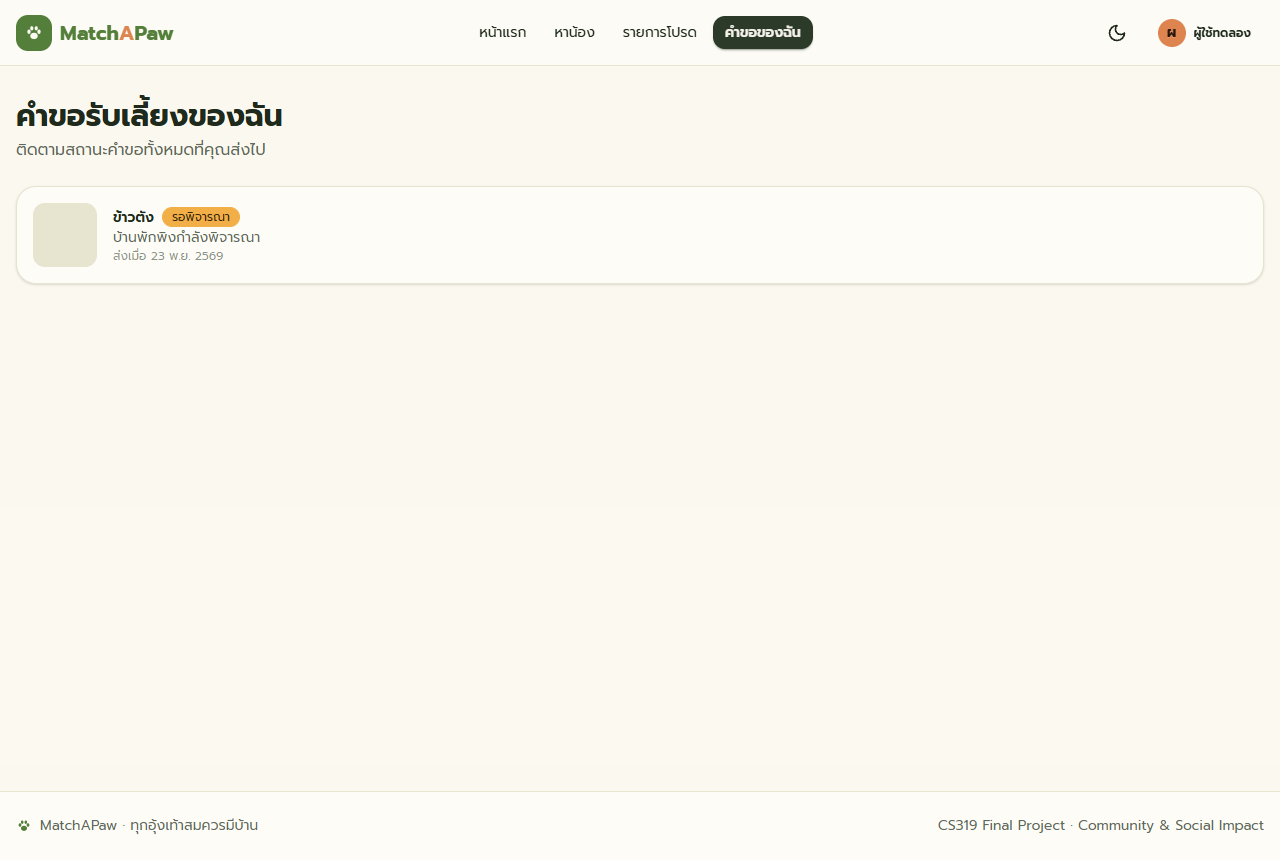 MatchAPaw
หน้าแรก
หาน้อง
รายการโปรด
คำขอของฉัน
ผ
ผู้ใช้ทดลอง
คำขอรับเลี้ยงของฉัน
ติดตามสถานะคำขอทั้งหมดที่คุณส่งไป
ข้าวตัง
รอพิจารณา
บ้านพักพิงกำลังพิจารณา
ส่งเมื่อ 23 พ.ย. 2569
MatchAPaw · ทุกอุ้งเท้าสมควรมีบ้าน
CS319 Final Project · Community & Social Impact